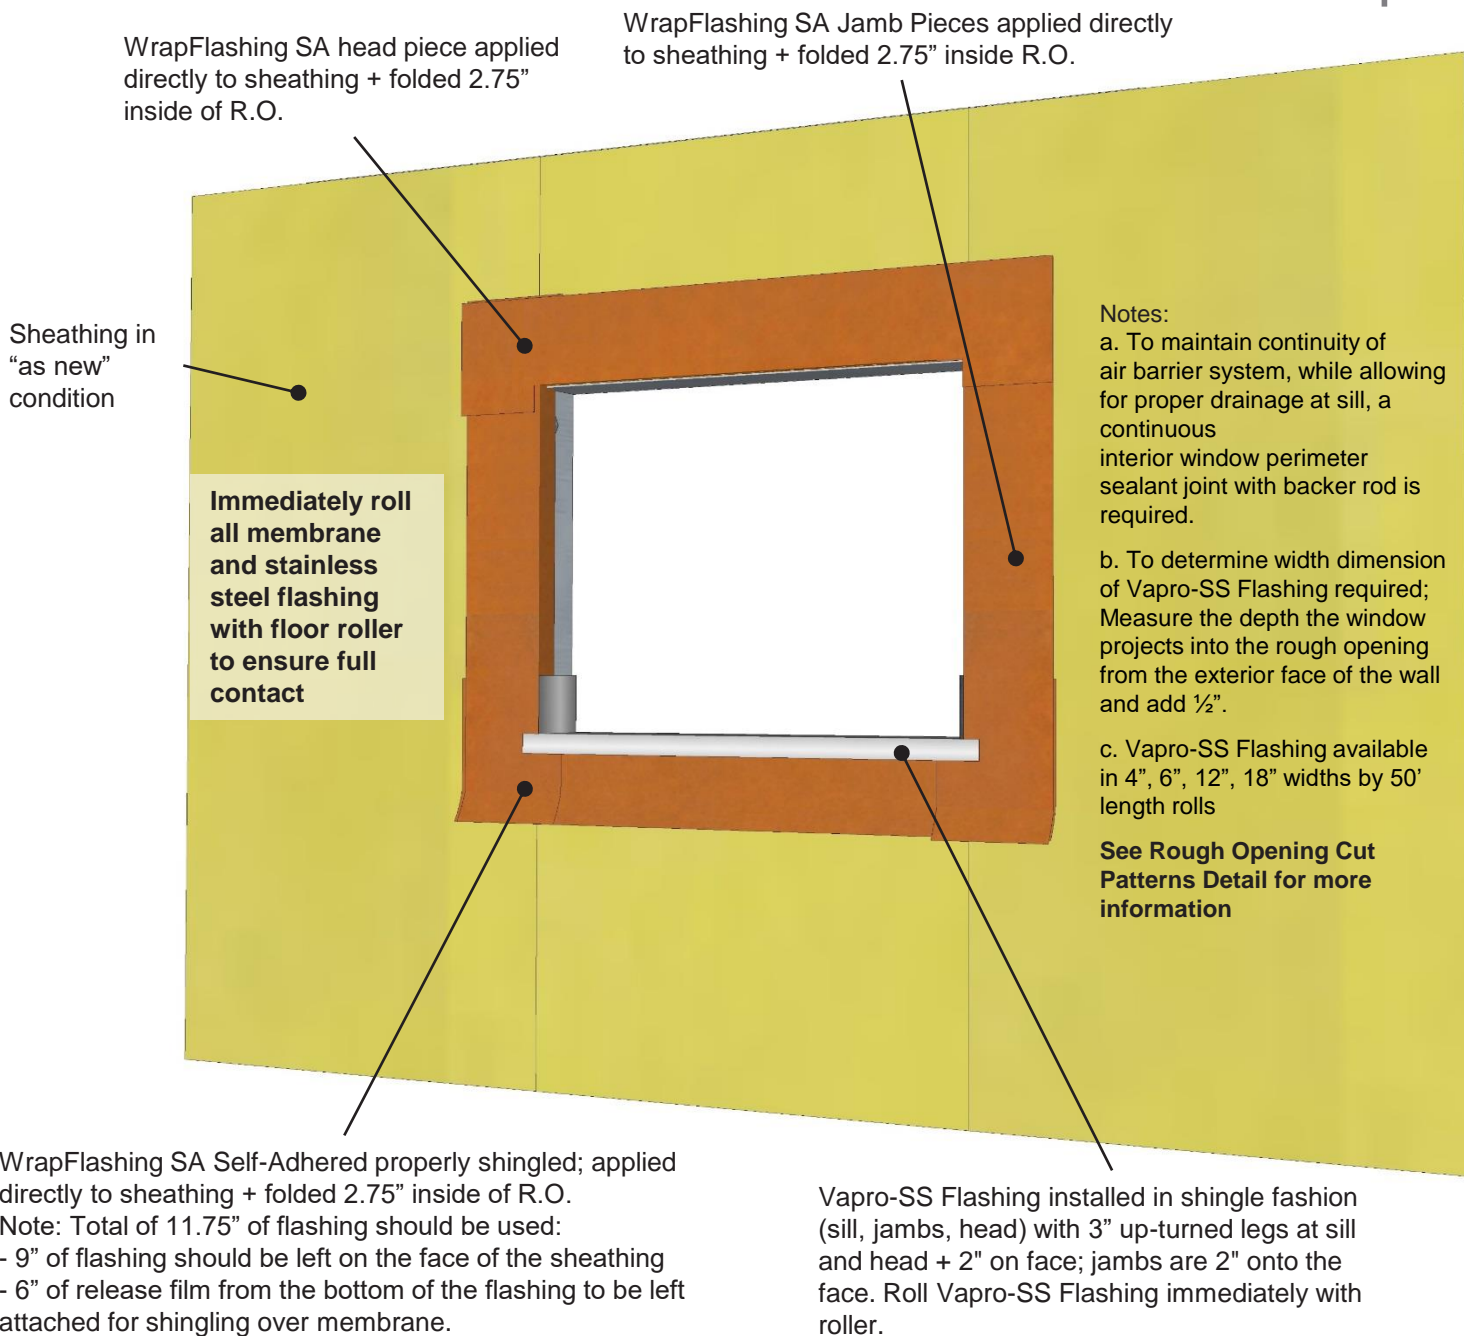 WrapFlashing SA head piece applied
directly to sheathing + folded 2.75”
inside of R.O.
WrapFlashing SA Jamb Pieces applied directly
to sheathing + folded 2.75” inside R.O.
Sheathing in
“as new”
condition
Immediately roll
all membrane
and stainless
steel flashing
with floor roller
to ensure full
contact
Notes:
a. To maintain continuity of
air barrier system, while allowing
for proper drainage at sill, a
continuous
interior window perimeter
sealant joint with backer rod is
required.
b. To determine width dimension
of Vapro-SS Flashing required;
Measure the depth the window
projects into the rough opening
from the exterior face of the wall
and add ½”.
c. Vapro-SS Flashing available
in 4”, 6”, 12”, 18” widths by 50’
length rolls
See Rough Opening Cut
Patterns Detail for more
information
WrapFlashing SA Self-Adhered properly shingled; applied
directly to sheathing + folded 2.75” inside of R.O.
Note: Total of 11.75” of flashing should be used:
- 9” of flashing should be left on the face of the sheathing
- 6” of release film from the bottom of the flashing to be left
attached for shingling over membrane.
Vapro-SS Flashing installed in shingle fashion
(sill, jambs, head) with 3” up-turned legs at sill
and head + 2" on face; jambs are 2" onto the
face. Roll Vapro-SS Flashing immediately with
roller.